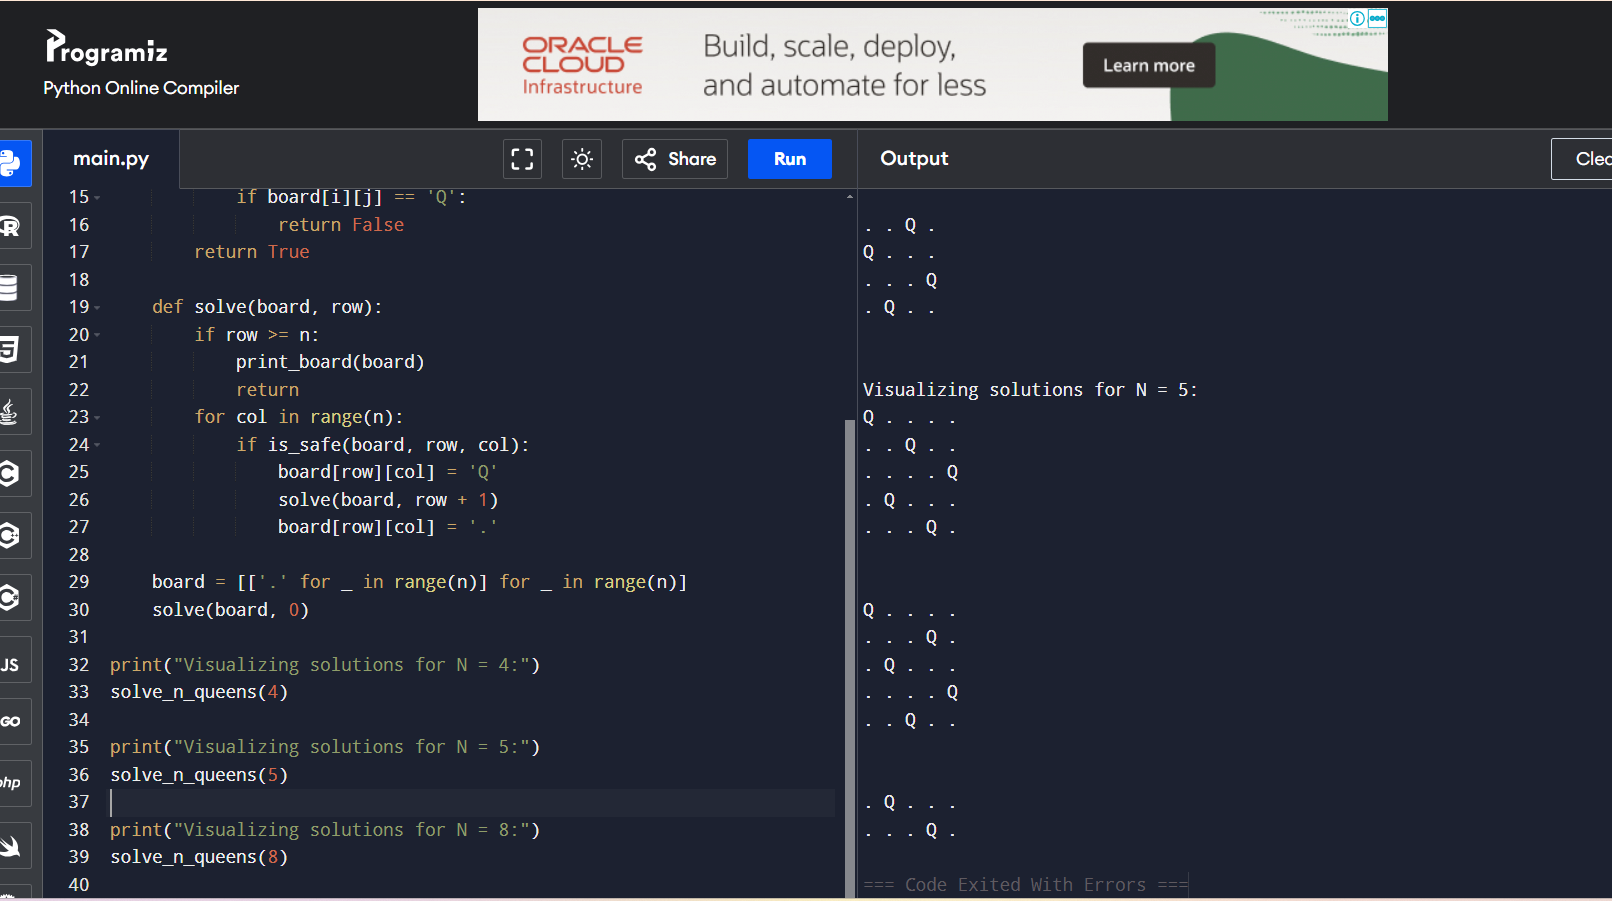 Programiz
Python Online Compiler
ORACLE
CLOUD
Infrastructure
Build, scale, deploy,
and automate for less
Learn more
main.py
Share
Run
Output
Clea
15 if board[i][j] == 'Q':
16 return False
17 return True
18
19 def solve(board, row):
20 if row >= n:
21 print_board(board)
22 return
23 for col in range(n):
24 if is_safe(board, row, col):
25 board[row][col] = 'Q'
26 solve(board, row + 1)
27 board[row][col] = '.'
28
29 board = [['.' for _ in range(n)] for _ in range(n)]
30 solve(board, 0)
31
32 print("Visualizing solutions for N = 4:")
33 solve_n_queens(4)
34
35 print("Visualizing solutions for N = 5:")
36 solve_n_queens(5)
37
38 print("Visualizing solutions for N = 8:")
39 solve_n_queens(8)
40
. . Q .
Q . . .
. . . Q
. Q . .
Visualizing solutions for N = 5:
Q . . . .
. . Q . .
. . . . Q
. Q . . .
. . . Q .
Q . . . .
. . . Q .
. Q . . .
. . . . Q
. . Q . .
. Q . . .
. . . Q .
=== Code Exited With Errors ===
R
5
C
C
C
JS
GO
php